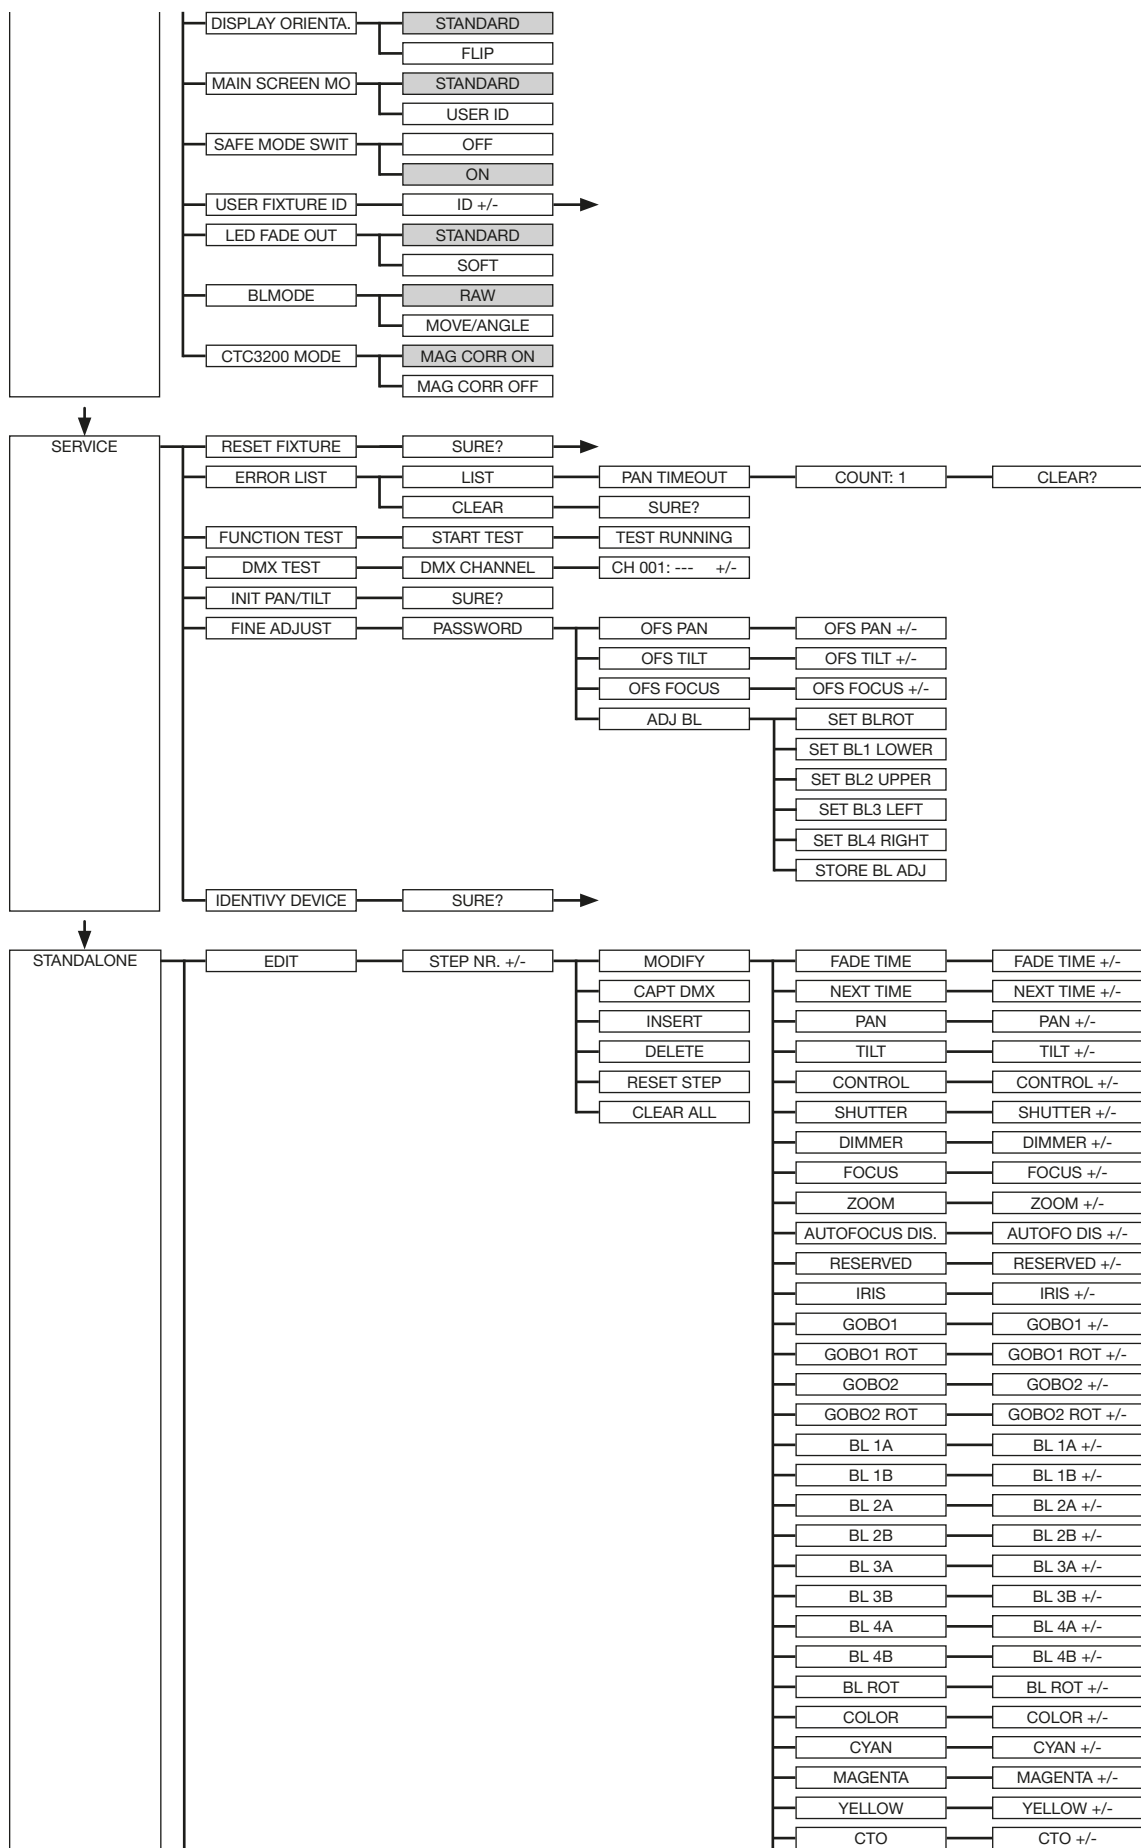 DISPLAY ORIENTA. STANDARD
FLIP
MAIN SCREEN MO STANDARD
USER ID
SAFE MODE SWIT OFF
ON
USER FIXTURE ID ID +/-
LED FADE OUT STANDARD
SOFT
BLMODE RAW
MOVE/ANGLE
CTC3200 MODE MAG CORR ON
MAG CORR OFF
SERVICE RESET FIXTURE SURE?
ERROR LIST LIST PAN TIMEOUT COUNT: 1 CLEAR?
CLEAR SURE?
FUNCTION TEST START TEST TEST RUNNING
DMX TEST DMX CHANNEL CH 001: --- +/-
INIT PAN/TILT SURE?
FINE ADJUST PASSWORD OFS PAN OFS PAN +/-
OFS TILT OFS TILT +/-
OFS FOCUS OFS FOCUS +/-
ADJ BL SET BLROT
SET BL1 LOWER
SET BL2 UPPER
SET BL3 LEFT
SET BL4 RIGHT
STORE BL ADJ
IDENTIVY DEVICE SURE?
STANDALONE EDIT STEP NR. +/- MODIFY FADE TIME FADE TIME +/-
CAPT DMX NEXT TIME NEXT TIME +/-
INSERT PAN PAN +/-
DELETE TILT TILT +/-
RESET STEP CONTROL CONTROL +/-
CLEAR ALL SHUTTER SHUTTER +/-
DIMMER DIMMER +/-
FOCUS FOCUS +/-
ZOOM ZOOM +/-
AUTOFOCUS DIS. AUTOFO DIS +/-
RESERVED RESERVED +/-
IRIS IRIS +/-
GOBO1 GOBO1 +/-
GOBO1 ROT GOBO1 ROT +/-
GOBO2 GOBO2 +/-
GOBO2 ROT GOBO2 ROT +/-
BL 1A BL 1A +/-
BL 1B BL 1B +/-
BL 2A BL 2A +/-
BL 2B BL 2B +/-
BL 3A BL 3A +/-
BL 3B BL 3B +/-
BL 4A BL 4A +/-
BL 4B BL 4B +/-
BL ROT BL ROT +/-
COLOR COLOR +/-
CYAN CYAN +/-
MAGENTA MAGENTA +/-
YELLOW YELLOW +/-
CTO CTO +/-